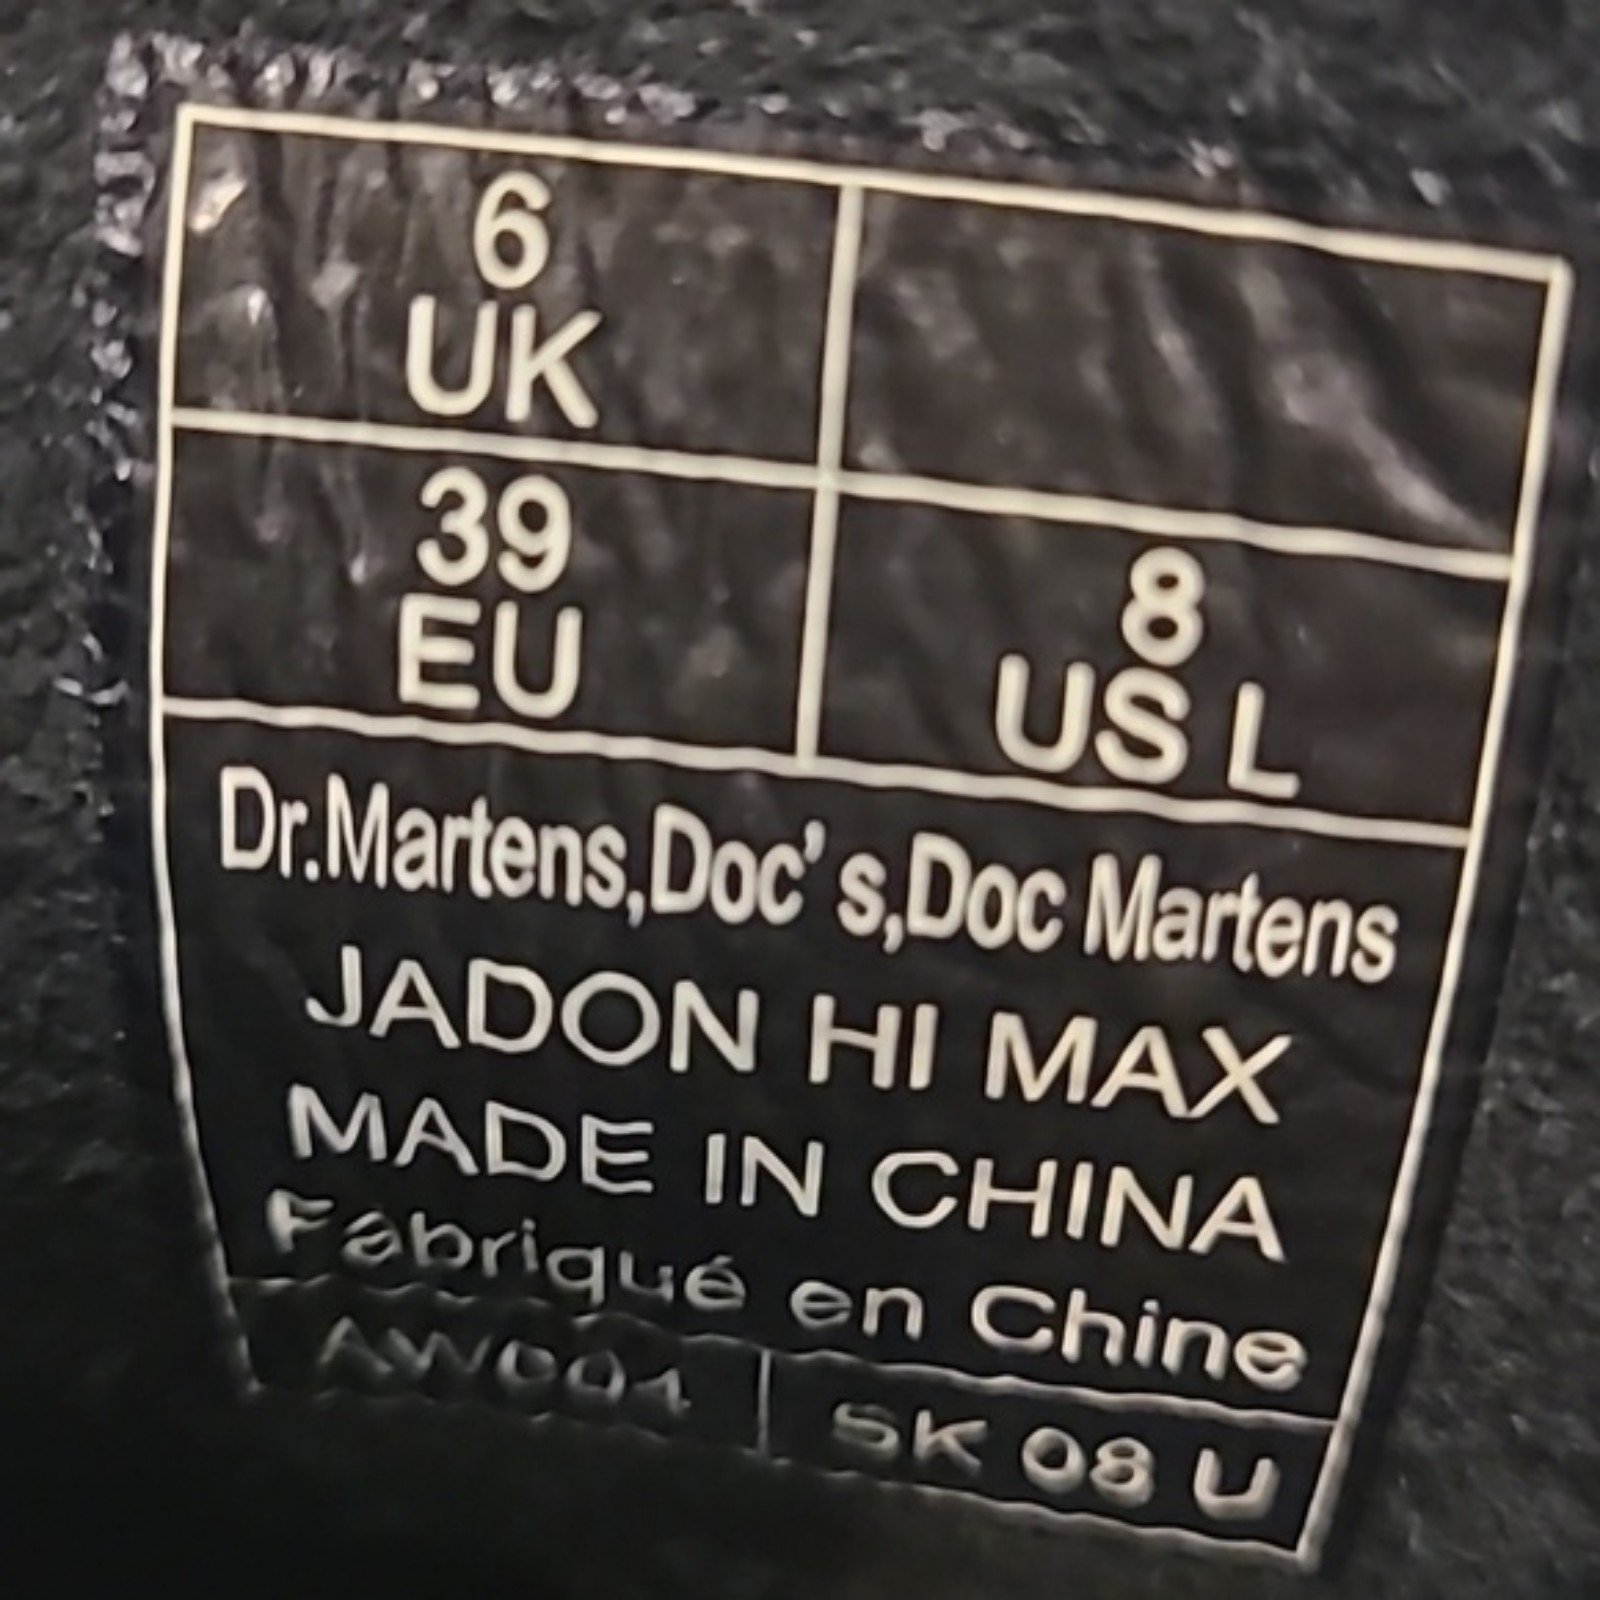 6
UK
39
EU
8
US L
Dr.Martens,Doc's,Doc Martens
JADON HI MAX
MADE IN CHINA
Fabriqué en Chine
AW004
SK 08 U